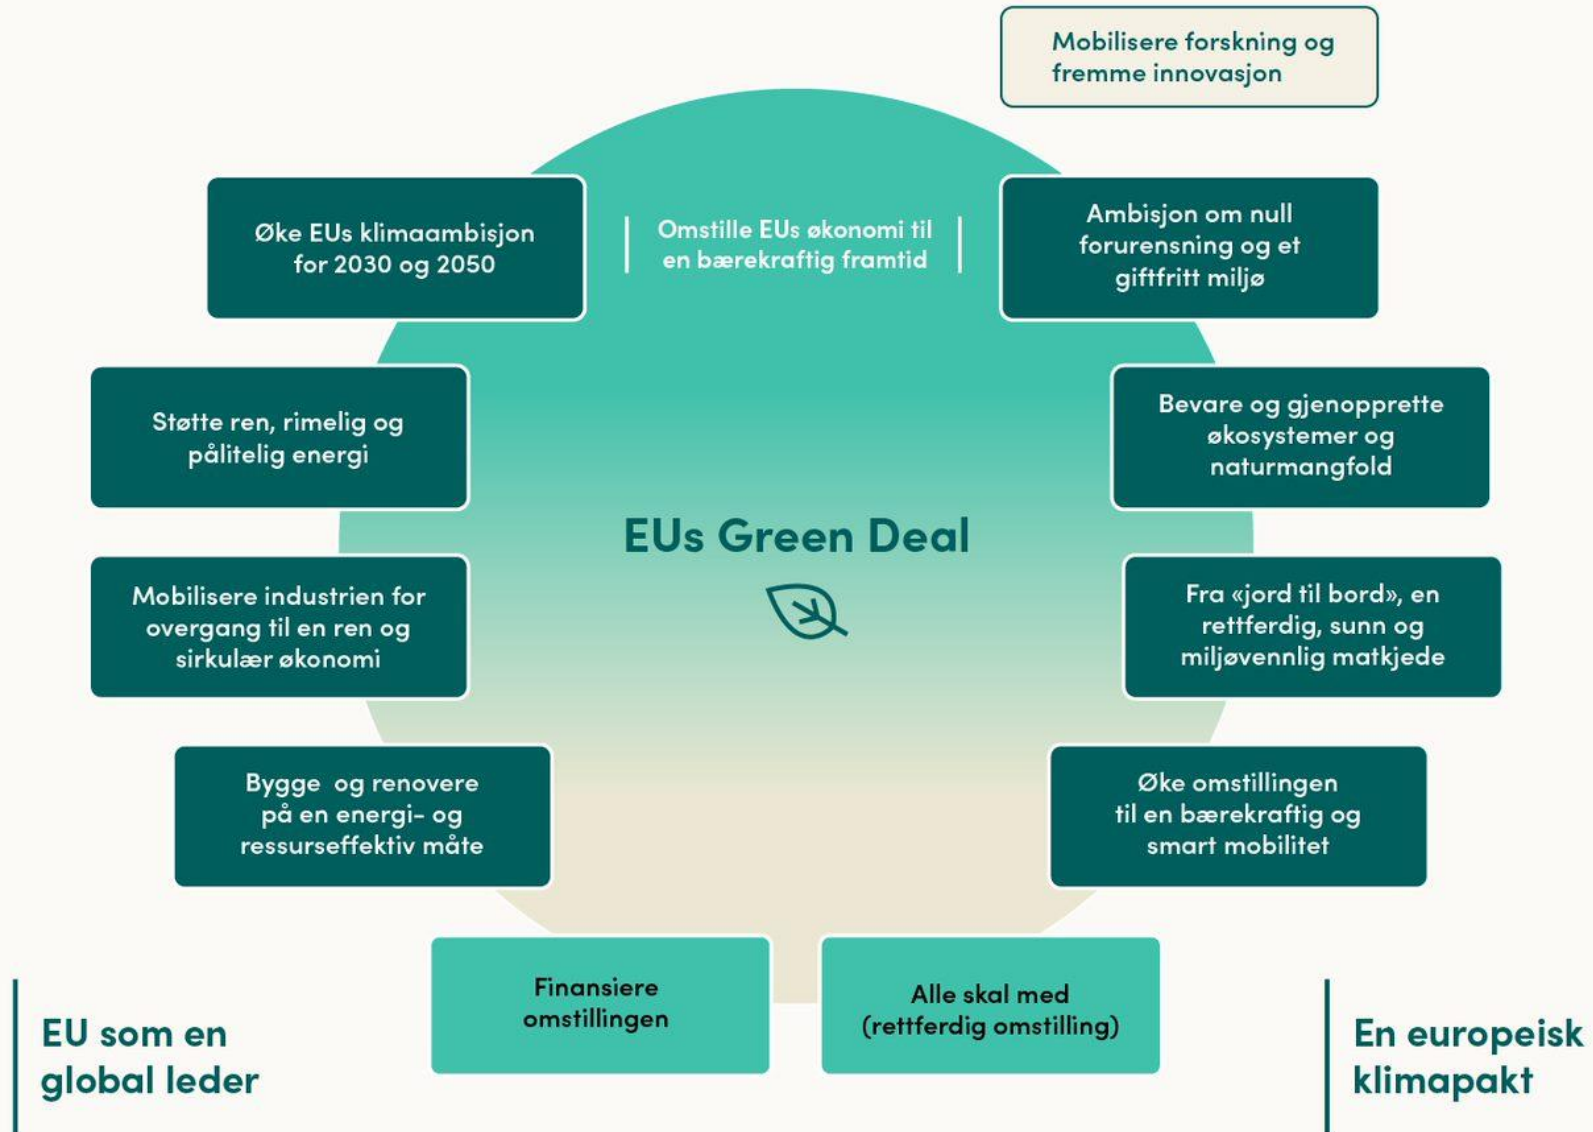 Mobilisere forskning og
fremme innovasjon
Øke EUs klimaambisjon
for 2030 og 2050
Omstille EUs økonomi til
en bærekraftig framtid
Ambisjon om null
forurensning og et
giftfritt miljø
Støtte ren, rimelig og
pålitelig energi
Bevare og gjenopprette
økosystemer og
naturmangfold
EUs Green Deal
Mobilisere industrien for
overgang til en ren og
sirkulær økonomi
Fra «jord til bord», en
rettferdig, sunn og
miljøvennlig matkjede
Bygge og renovere
på en energi- og
ressurseffektiv måte
Øke omstillingen
til en bærekraftig og
smart mobilitet
Finansiere
omstillingen
Alle skal med
(rettferdig omstilling)
EU som en
global leder
En europeisk
klimapakt